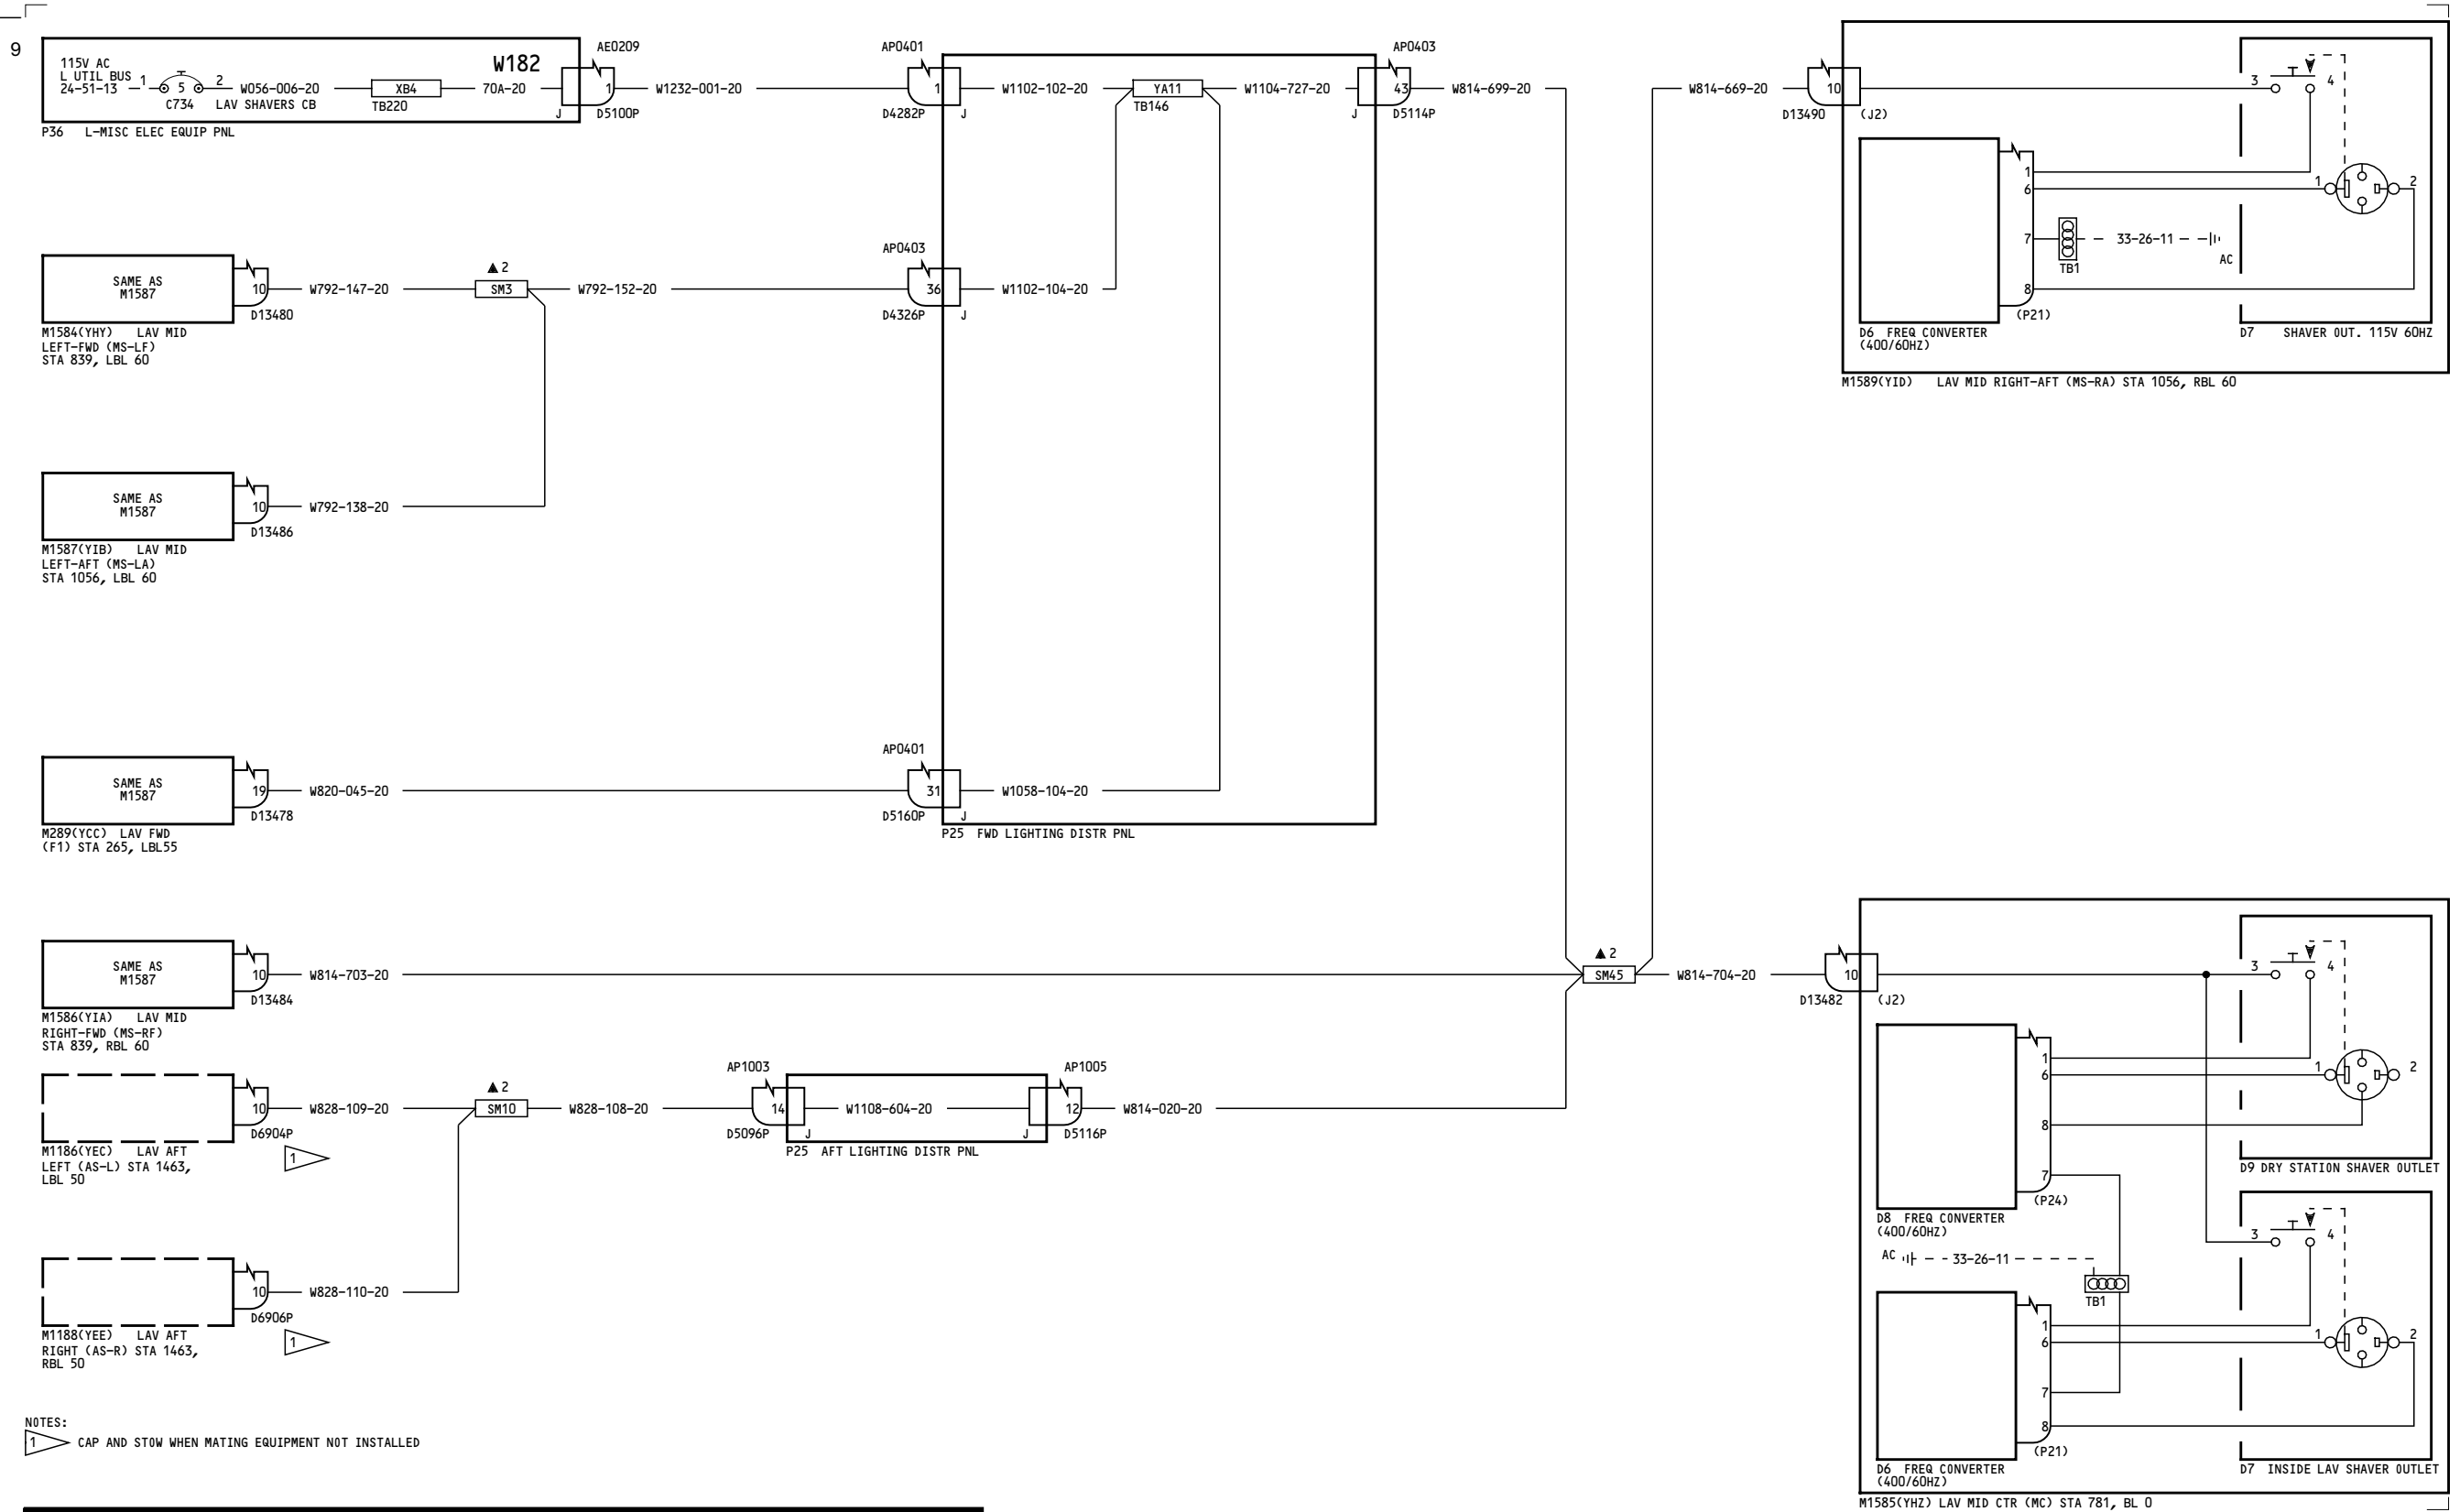 9
115V AC
L UTIL BUS
24-51-13
1
5
2
C734
LAV SHAVERS CB
W056-006-20
XB4
TB220
70A-20
W182
AE0209
1
J
D5100P
P36 L-MISC ELEC EQUIP PNL
W1232-001-20
AP0401
1
D4282P
J
W1102-102-20
YA11
TB146
W1104-727-20
AP0403
43
J
D5114P
W814-699-20
W814-669-20
10
D13490
(J2)
3
4
1
6
7
8
1
2
TB1
33-26-11
AC
(P21)
D6 FREQ CONVERTER
(400/60HZ)
D7 SHAVER OUT. 115V 60HZ
M1589(YID) LAV MID RIGHT-AFT (MS-RA) STA 1056, RBL 60
SAME AS
M1587
10
D13480
M1584(YHY) LAV MID
LEFT-FWD (MS-LF)
STA 839, LBL 60
W792-147-20
▲2
SM3
W792-152-20
AP0403
36
D4326P
J
W1102-104-20
SAME AS
M1587
10
D13486
M1587(YIB) LAV MID
LEFT-AFT (MS-LA)
STA 1056, LBL 60
W792-138-20
SAME AS
M1587
19
D13478
M289(YCC) LAV FWD
(F1) STA 265, LBL55
W820-045-20
AP0401
31
D5160P
J
W1058-104-20
P25 FWD LIGHTING DISTR PNL
SAME AS
M1587
10
D13484
M1586(YIA) LAV MID
RIGHT-FWD (MS-RF)
STA 839, RBL 60
W814-703-20
▲2
SM45
W814-704-20
10
D13482
(J2)
10
D6904P
1
M1186(YEC) LAV AFT
LEFT (AS-L) STA 1463,
LBL 50
W828-109-20
▲2
SM10
W828-108-20
AP1003
14
D5096P
J
W1108-604-20
AP1005
12
J
D5116P
P25 AFT LIGHTING DISTR PNL
W814-020-20
10
D6906P
1
M1188(YEE) LAV AFT
RIGHT (AS-R) STA 1463,
RBL 50
W828-110-20
3
4
1
6
8
7
1
2
(P24)
D8 FREQ CONVERTER
(400/60HZ)
D9 DRY STATION SHAVER OUTLET
AC
33-26-11
TB1
3
4
1
6
7
8
1
2
(P21)
D6 FREQ CONVERTER
(400/60HZ)
D7 INSIDE LAV SHAVER OUTLET
M1585(YHZ) LAV MID CTR (MC) STA 781, BL 0
NOTES:
1 CAP AND STOW WHEN MATING EQUIPMENT NOT INSTALLED